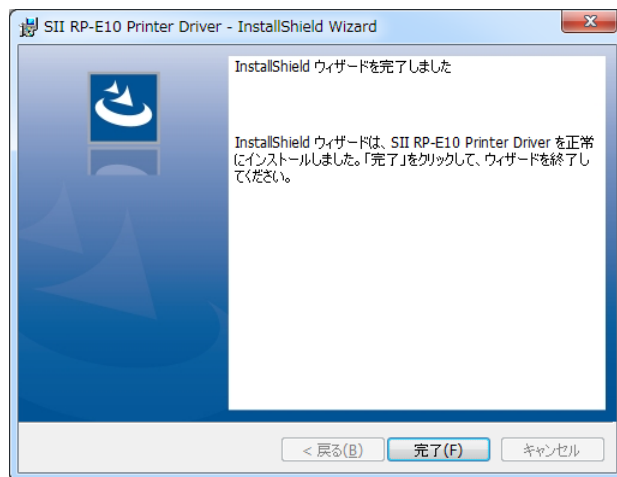 SII RP-E10 Printer Driver - InstallShield Wizard
InstallShield ウィザードを完了しました
InstallShield ウィザードは、SII RP-E10 Printer Driver を正常
にインストールしました。「完了」をクリックして、ウィザードを終了し
てください。
< 戻る(B)
完了(F)
キャンセル